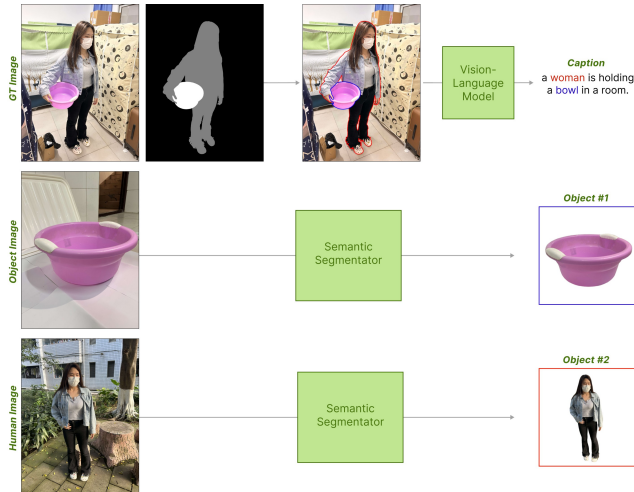 GT Image
Vision-
Language
Model
Caption
a woman is holding
a bowl in a room.
Object Image
Semantic
Segmentator
Object #1
Human Image
Semantic
Segmentator
Object #2